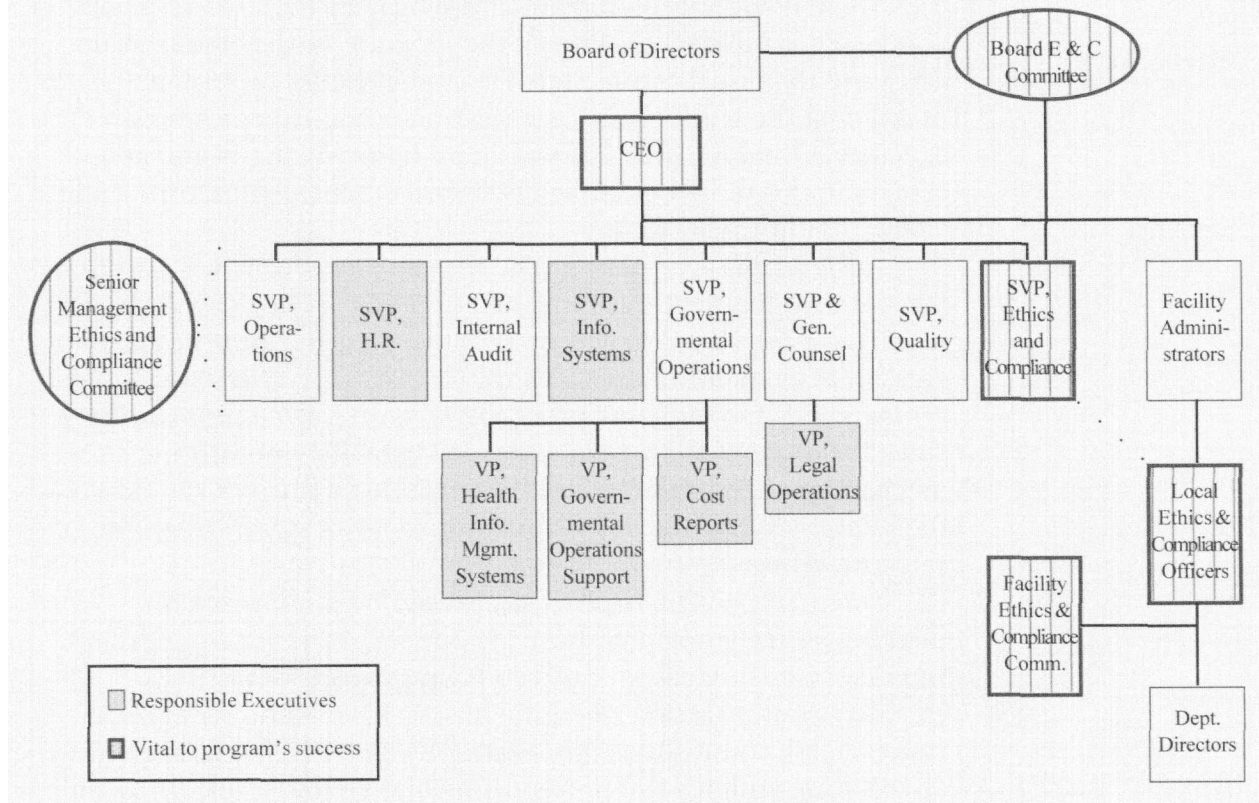 Board of Directors
Board E & C
Committee
CEO
Senior
Management
Ethics and
Compliance
Committee
SVP,
Opera-
tions
SVP,
H.R.
SVP,
Internal
Audit
SVP,
Info.
Systems
SVP,
Govern-
mental
Operations
SVP &
Gen.
Counsel
SVP,
Quality
SVP,
Ethics
and
Compliance
Facility
Admini-
strators
VP,
Health
Info.
Mgmt.
Systems
VP,
Govern-
mental
Operations
Support
VP,
Cost
Reports
VP,
Legal
Operations
Local
Ethics &
Compliance
Officers
Facility
Ethics &
Compliance
Comm.
Dept.
Directors
Responsible Executives
Vital to program's success